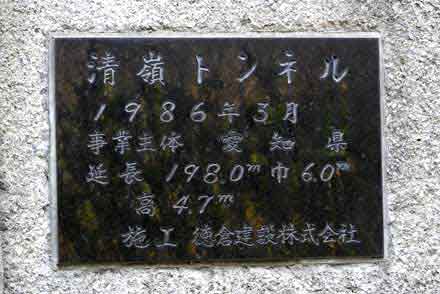 清嶺トンネル
1986年3月
事業主体 愛知県
延長 198.0m 巾 6.0m
高 4.7m
施工 徳倉建設株式会社